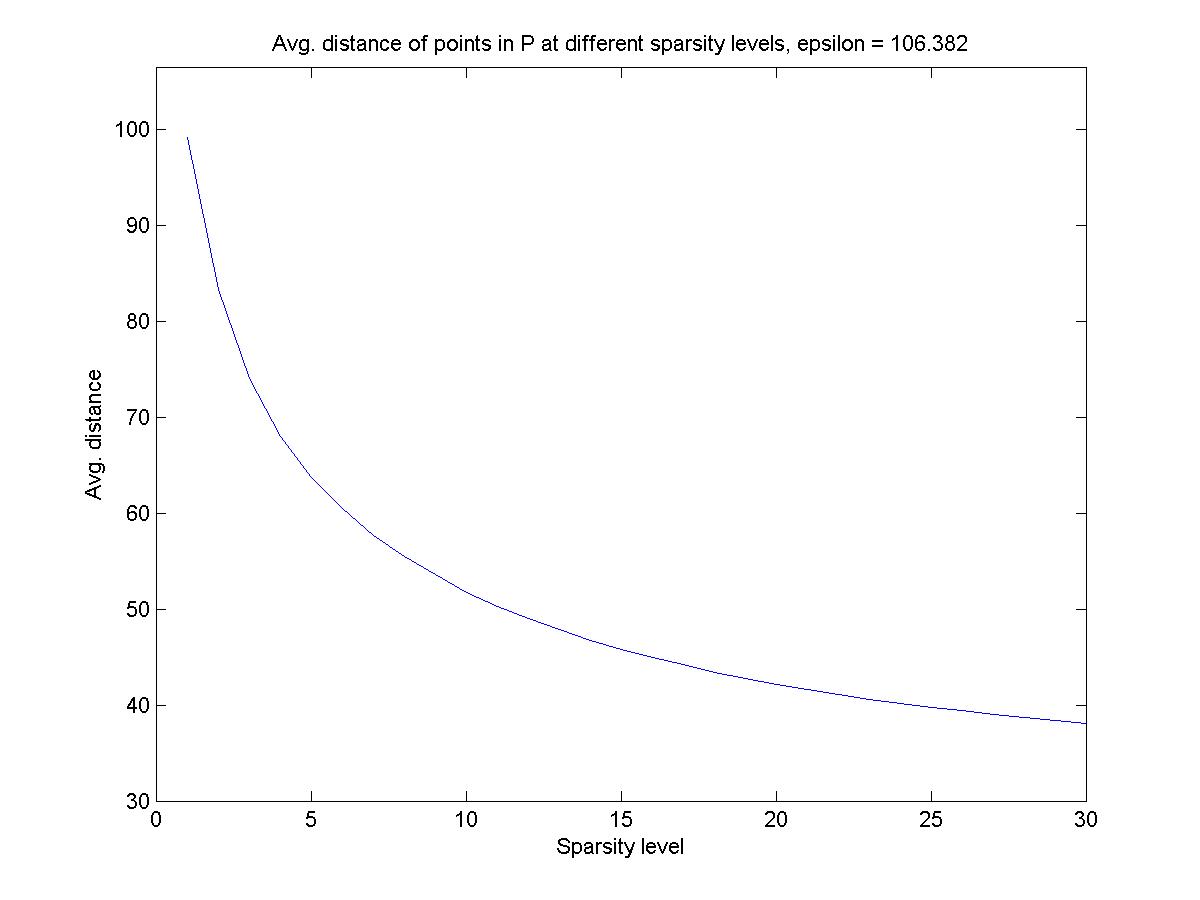 Avg. distance of points in P at different sparsity levels, epsilon = 106.382
100
90
80
70
60
50
40
30
Avg. distance
0 5 10 15 20 25 30
Sparsity level